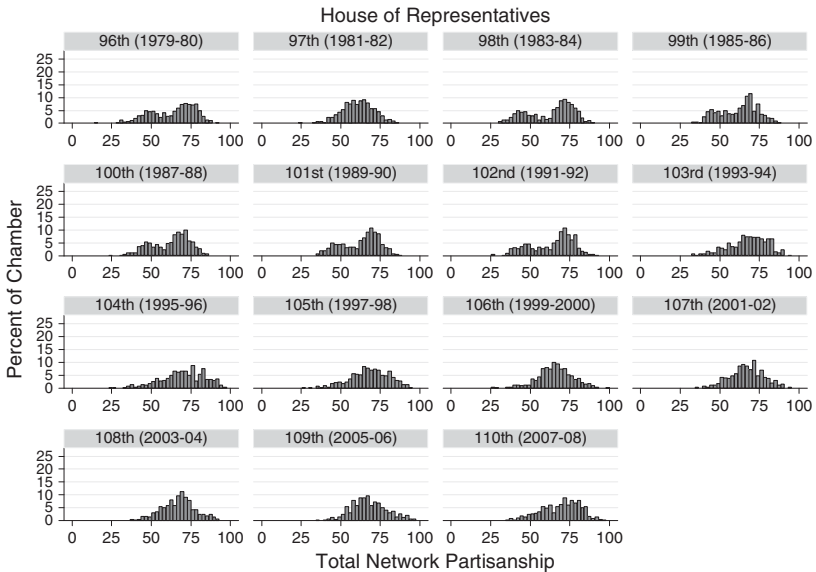 House of Representatives
96th (1979-80) 97th (1981-82) 98th (1983-84) 99th (1985-86)
25
20
15
10
5
0
0 25 50 75 100 0 25 50 75 100 0 25 50 75 100 0 25 50 75 100
100th (1987-88) 101st (1989-90) 102nd (1991-92) 103rd (1993-94)
25
20
15
10
5
0
0 25 50 75 100 0 25 50 75 100 0 25 50 75 100 0 25 50 75 100
Percent of Chamber
104th (1995-96) 105th (1997-98) 106th (1999-2000) 107th (2001-02)
25
20
15
10
5
0
0 25 50 75 100 0 25 50 75 100 0 25 50 75 100 0 25 50 75 100
108th (2003-04) 109th (2005-06) 110th (2007-08)
25
20
15
10
5
0
0 25 50 75 100 0 25 50 75 100 0 25 50 75 100
Total Network Partisanship